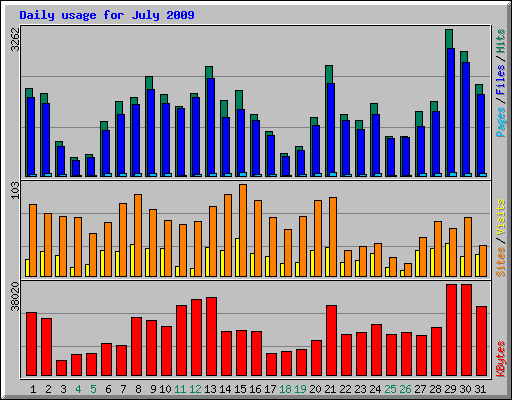 Daily usage for July 2009
3262
Pages / Files / Hits
103
Sites / Visits
38020
KBytes
1 2 3 4 5 6 7 8 9 10 11 12 13 14 15 16 17 18 19 20 21 22 23 24 25 26 27 28 29 30 31